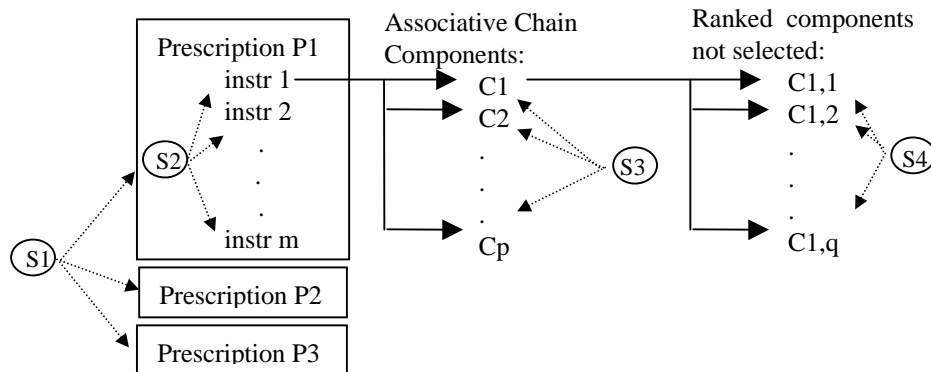 Prescription P1
instr 1
instr 2
.
.
.
instr m
S2
S1
Prescription P2
Prescription P3
Associative Chain
Components:
C1
C2
.
.
.
Cp
S3
Ranked components
not selected:
C1,1
C1,2
.
.
.
C1,q
S4